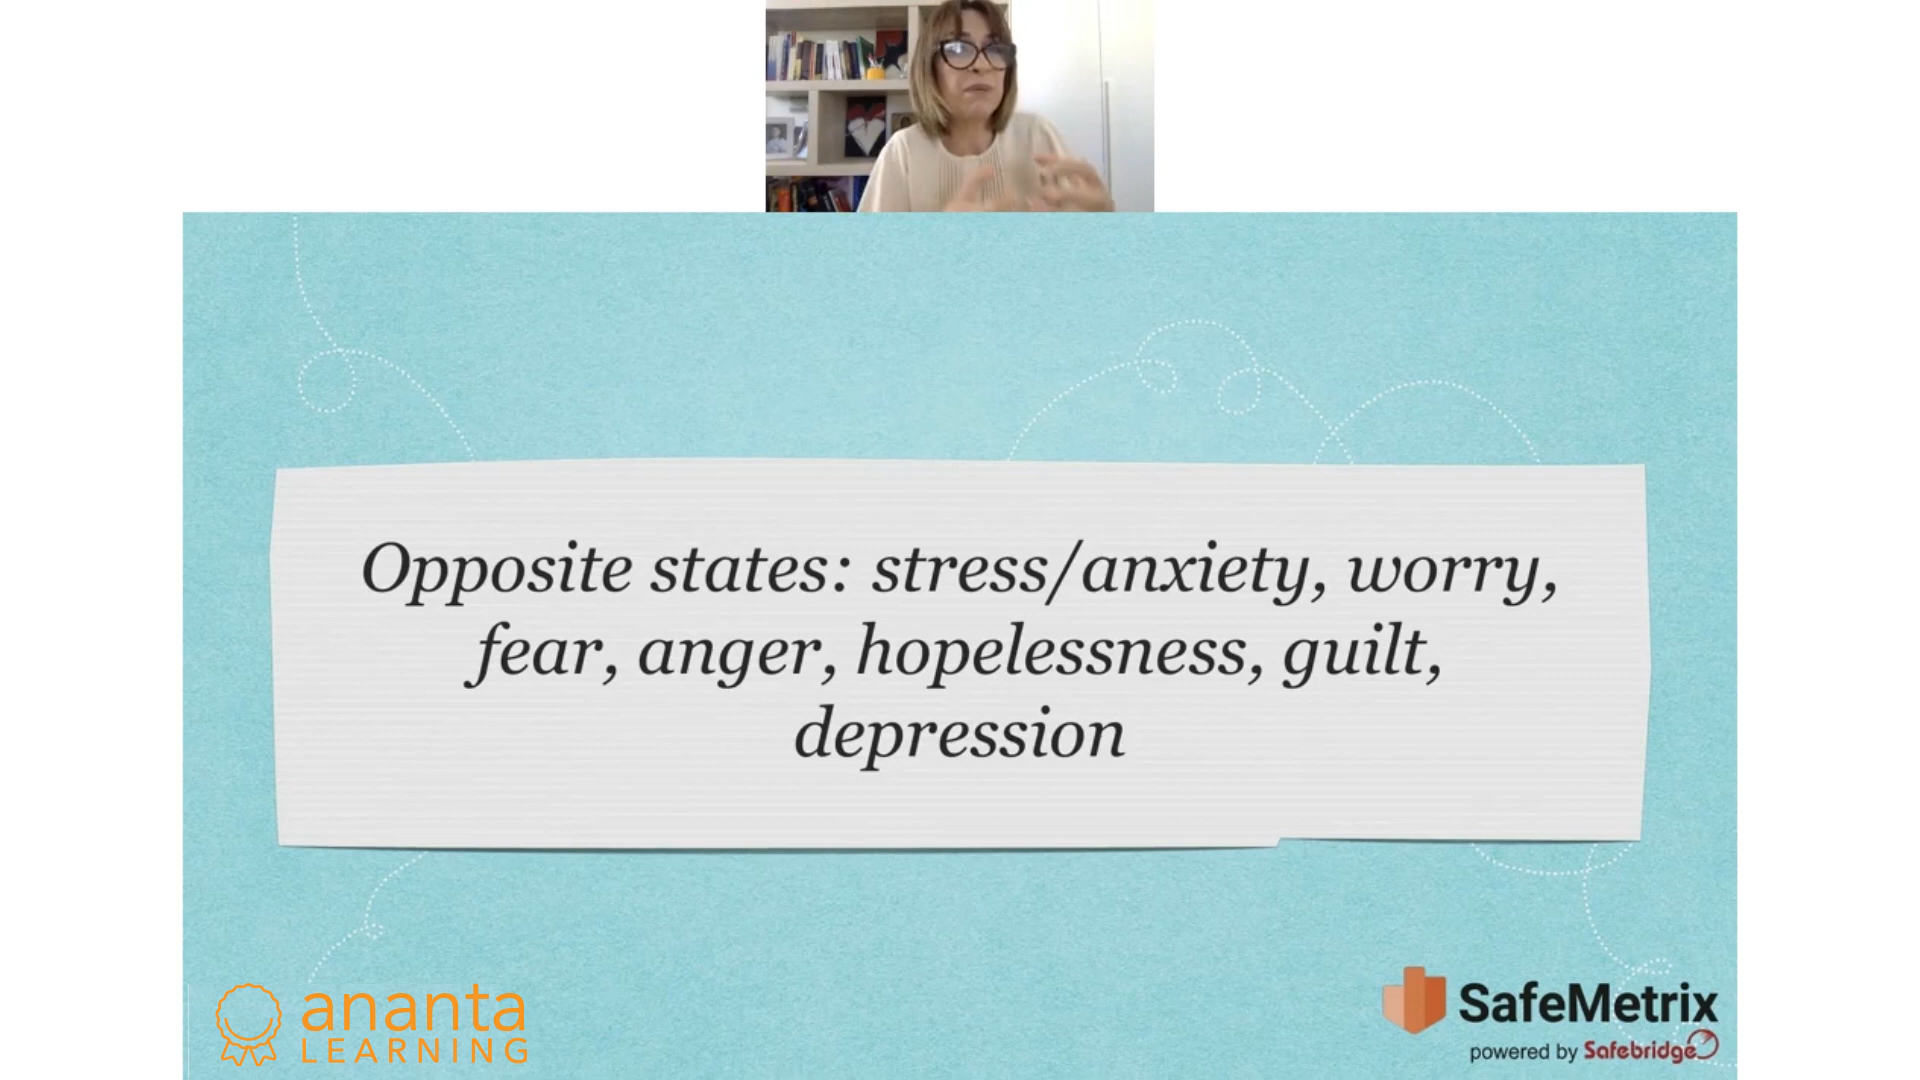 Opposite states: stress/anxiety, worry,
fear, anger, hopelessness, guilt,
depression
ananta
LEARNING
SafeMetrix
powered by Safebridge